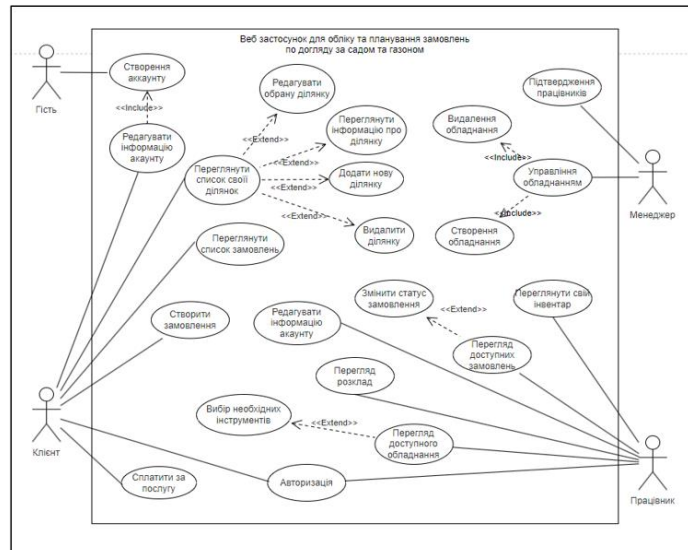 Веб застосунок для обліку та планування замовлень
по догляду за садом та газоном
Гість
Створення
аккаунту
<<Include>>
Редагувати
інформацію
акаунту
Редагувати
обрану ділянку
<<Extend>>
Переглянути
інформацію про
ділянку
<<Extend>>
Переглянути
список своїї
ділянок
Додати нову
ділянку
<<Extend>>
<<Extend>>
Видалити
ділянку
Видалення
обладнання
Підтвердження
працівників
<<Include>>
Управління
обладнанням
Менеджер
<<Include>>
Створення
обладнання
Переглянути
список замовлень
Створити
замовлення
Редагувати
інформацію
акаунту
Змінити статус
замовлення
<<Extend>>
Переглянути свій
інвентар
Перегляд
доступних
замовлень
Перегляд
розклад
Вибір необхідних
інструментів
<<Extend>>
Перегляд
доступного
обладнання
Клієнт
Сплатити за
послугу
Авторизація
Працівник